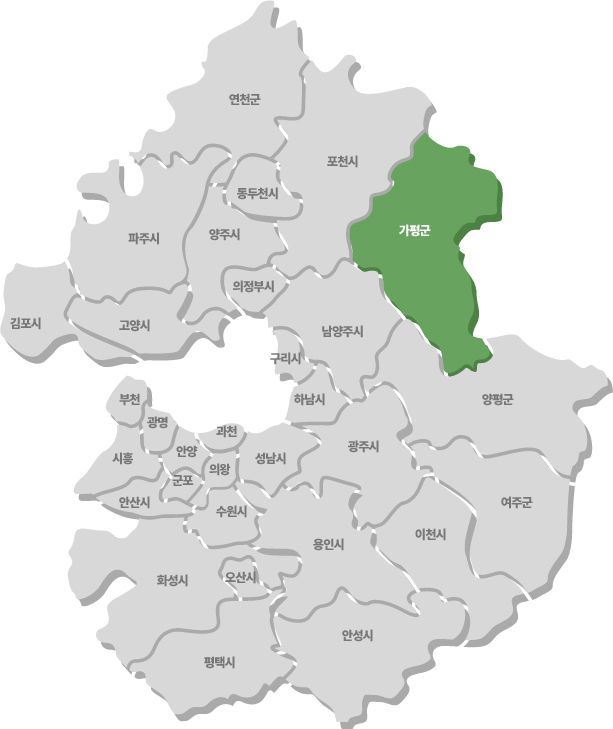 연천군
포천시
동두천시
가평군
파주시
양주시
의정부시
김포시
고양시
남양주시
구리시
부천
하남시
양평군
광명
과천
안양
광주시
시흥
성남시
의왕
군포
안산시
여주군
수원시
이천시
용인시
화성시
오산시
안성시
평택시